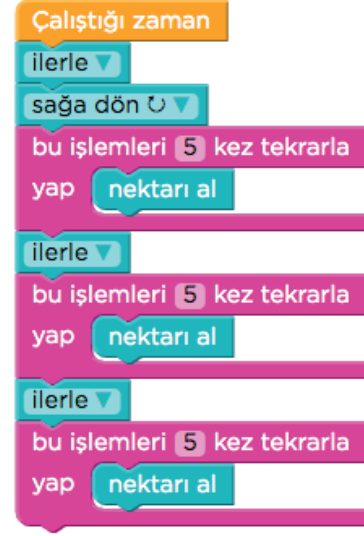 Çalıştığı zaman
ilerle
sağa dön ↻
bu işlemleri 5 kez tekrarla
yap nektarı al
ilerle
bu işlemleri 5 kez tekrarla
yap nektarı al
ilerle
bu işlemleri 5 kez tekrarla
yap nektarı al